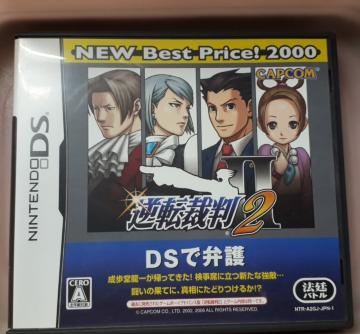 NEW Best Price! 2000
CAPCOM
NINTENDO DS
逆転裁判2
DSで弁護
成歩堂龍一が帰ってきた! 検事席に立つ新たな強敵…
闘いの果てに、真相にたどりつけるか!?
CERO
A
法廷
バトル
© CAPCOM CO., LTD. 2002, 2006 ALL RIGHTS RESERVED.
NTR-A2GJ-JPN-1